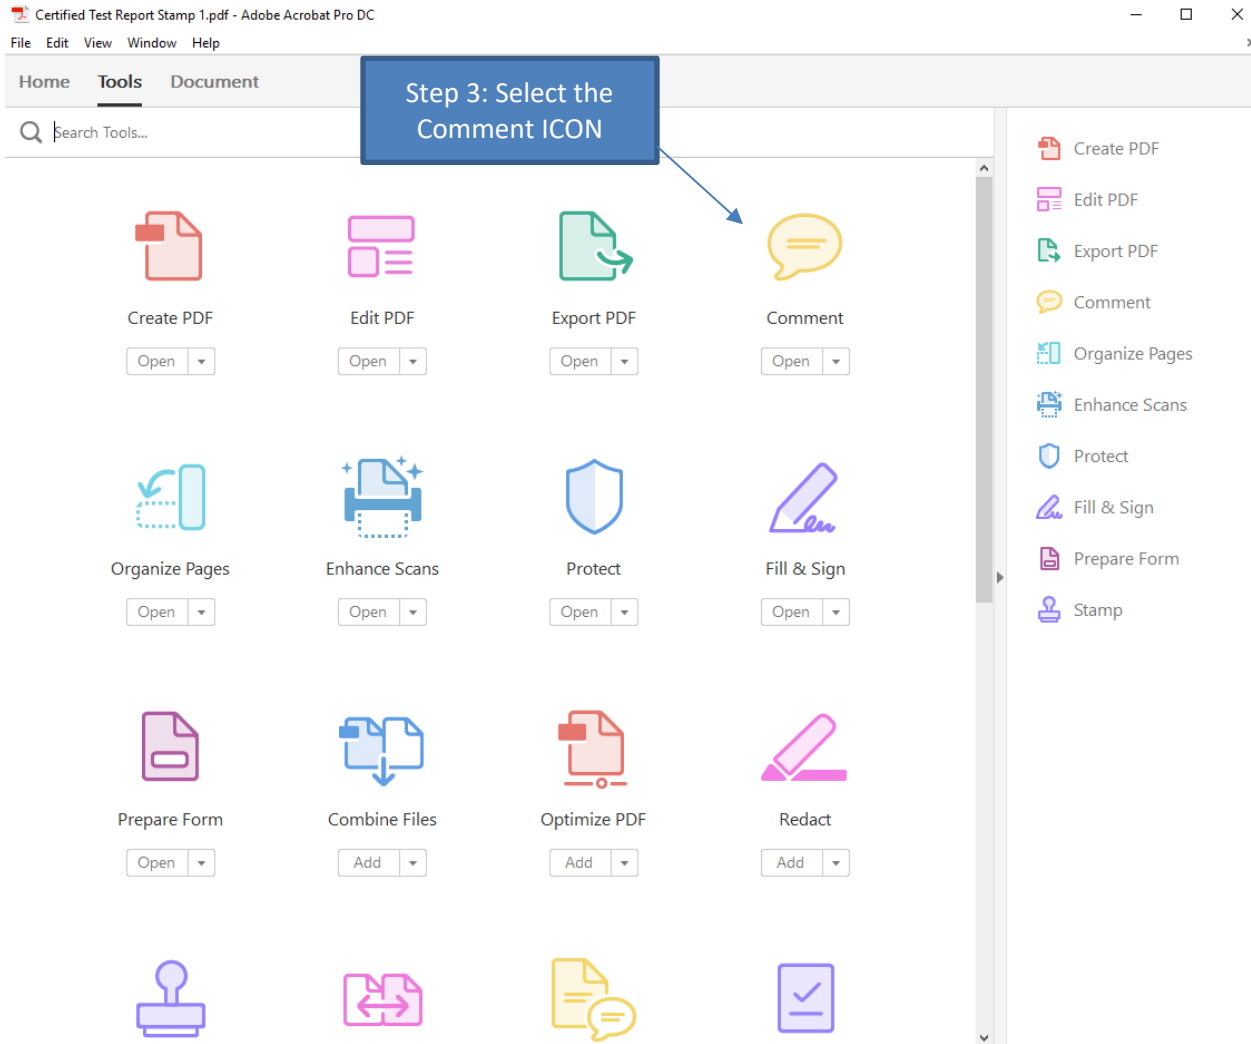 Certified Test Report Stamp 1.pdf - Adobe Acrobat Pro DC
File Edit View Window Help
Home Tools Document
Step 3: Select the
Comment ICON
Search Tools...
Create PDF
Edit PDF
Export PDF
Comment
Open
Open
Open
Open
Organize Pages
Enhance Scans
Protect
Fill & Sign
Open
Open
Open
Open
Prepare Form
Combine Files
Optimize PDF
Redact
Open
Add
Add
Add
Create PDF
Edit PDF
Export PDF
Comment
Organize Pages
Enhance Scans
Protect
Fill & Sign
Prepare Form
Stamp